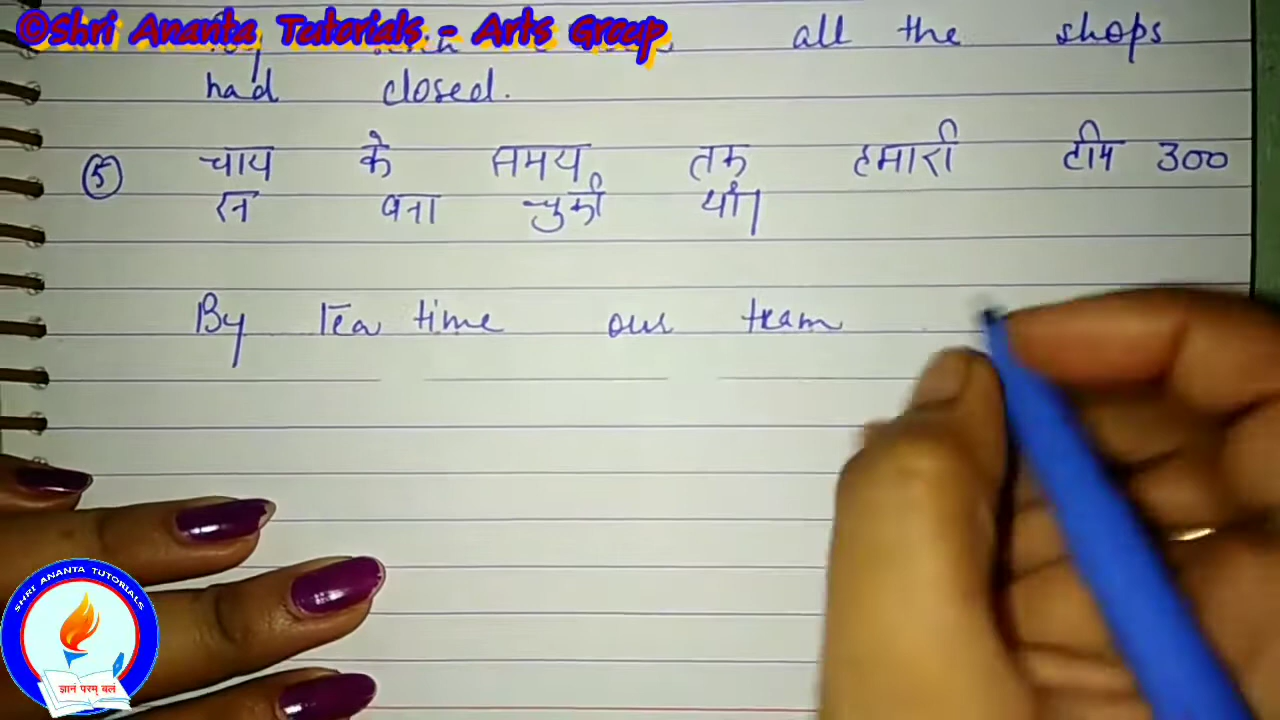 ©Shri Ananta Tutorials - Arts Group
all the shops
had closed.
⑤ चाय के समय तक हमारी टीम 300
रन बना चुकी थी।
By Tea time our team
SHRI ANANTA TUTORIALS
ज्ञानं परम् बलं